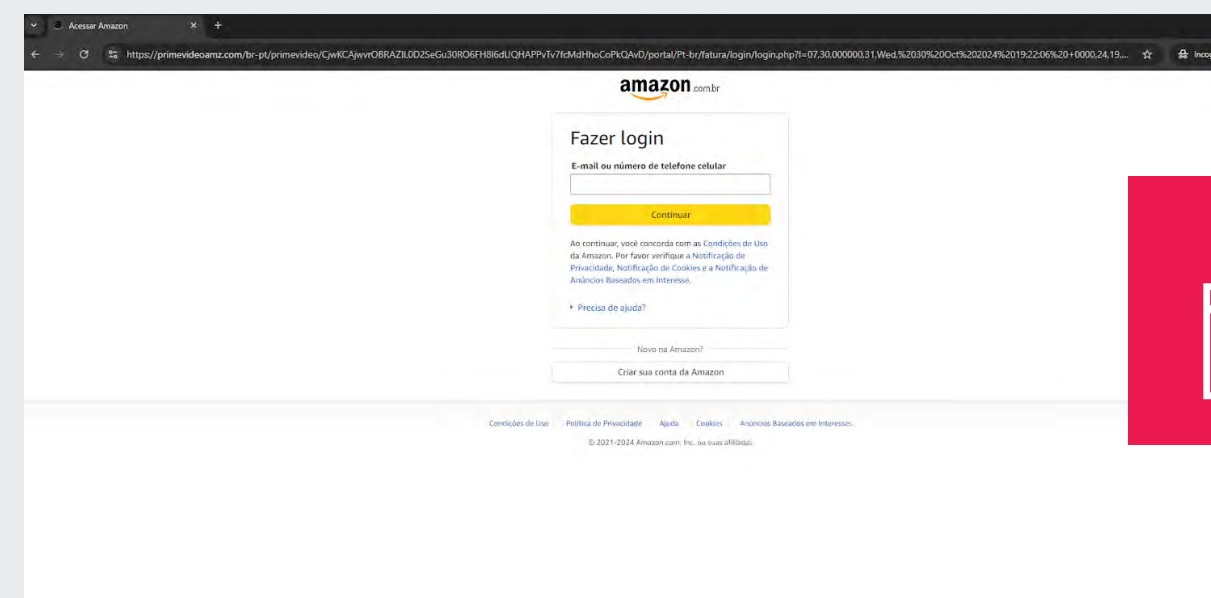 Acessar Amazon
https://primevideoamz.com/br-pt/primevideo/CjwKCAjwvrOBRAZIL0D2SeGu30RO6FH8I6dUQHAPPvTv7fcMdHhoCoPkQAvD/portal/Pt-br/fatura/login/login.php?l=07,30,000000,31,Wed,%2030%20Oct%202024%2019:22:06%20+0000,24,19,...
amazon.com.br
Fazer login
E-mail ou número de telefone celular
Continuar
Ao continuar, você concorda com as Condições de Uso
da Amazon. Por favor verifique a Notificação de
Privacidade, Notificação de Cookies e a Notificação de
Anúncios Baseados em Interesse.
Precisa de ajuda?
Novo na Amazon?
Criar sua conta da Amazon
Condições de Uso Política de Privacidade Ajuda Cookies Anúncios Baseados em Interesses.
© 2021-2024 Amazon.com, Inc. ou suas afiliadas